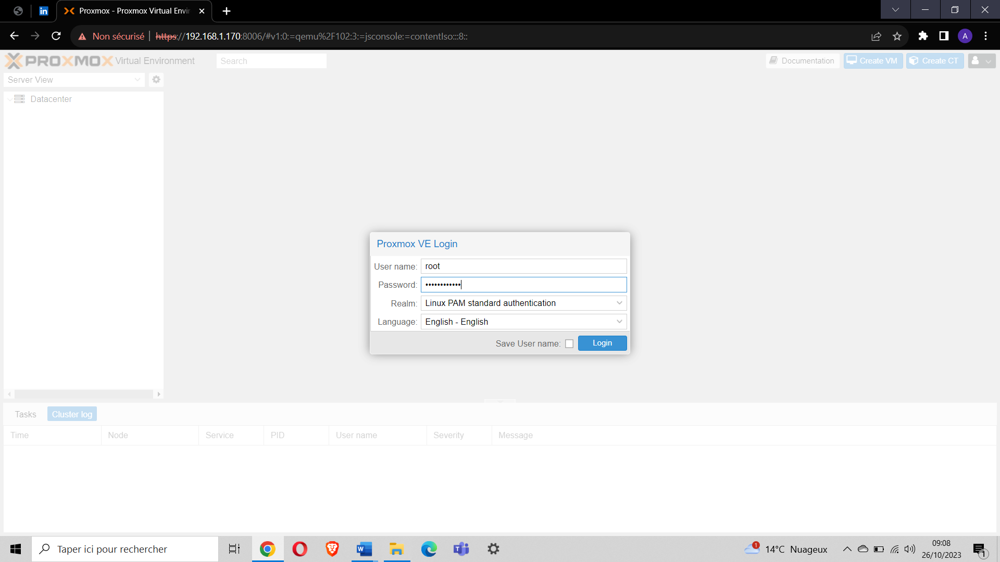 in
Proxmox - Proxmox Virtual Envir
Non sécurisé
https://192.168.1.170:8006/#v1:0:=qemu%2F102:3:=jsconsole:=contentIso:::8::
A
PROXMOX Virtual Environment
Search
Documentation
Create VM
Create CT
Server View
Datacenter
Proxmox VE Login
User name: root
Password: ••••••••••••
Realm: Linux PAM standard authentication
Language: English - English
Save User name:
Login
Tasks
Cluster log
Time Node Service PID User name Severity Message
Taper ici pour rechercher
W
T
1
14°C Nuageux
09:08
26/10/2023
1